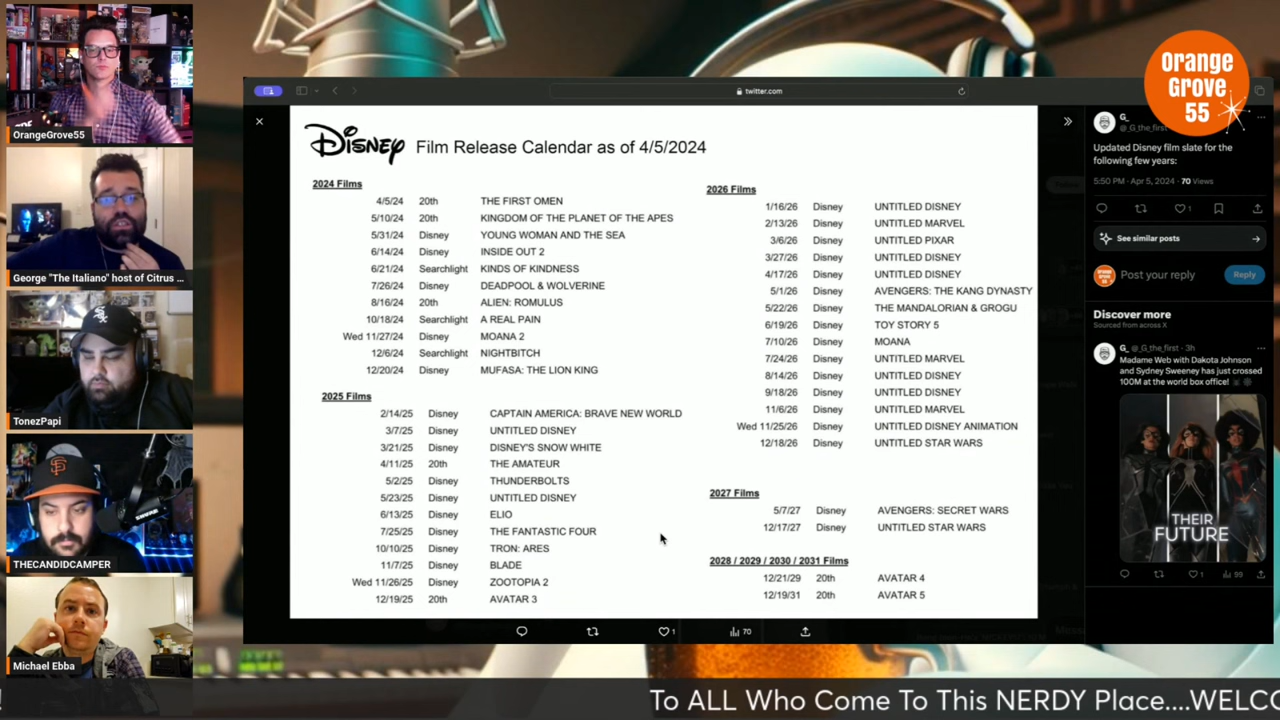 OrangeGrove55
George "The Italiano" host of Citrus ...
TonezPapi
THECANDIDCAMPER
Michael Ebba
twitter.com
Disney Film Release Calendar as of 4/5/2024
2024 Films
4/5/24 20th THE FIRST OMEN
5/10/24 20th KINGDOM OF THE PLANET OF THE APES
5/31/24 Disney YOUNG WOMAN AND THE SEA
6/14/24 Disney INSIDE OUT 2
6/21/24 Searchlight KINDS OF KINDNESS
7/26/24 Disney DEADPOOL & WOLVERINE
8/16/24 20th ALIEN: ROMULUS
10/18/24 Searchlight A REAL PAIN
Wed 11/27/24 Disney MOANA 2
12/6/24 Searchlight NIGHTBITCH
12/20/24 Disney MUFASA: THE LION KING
2025 Films
2/14/25 Disney CAPTAIN AMERICA: BRAVE NEW WORLD
3/7/25 Disney UNTITLED DISNEY
3/21/25 Disney DISNEY'S SNOW WHITE
4/11/25 20th THE AMATEUR
5/2/25 Disney THUNDERBOLTS
5/23/25 Disney UNTITLED DISNEY
6/13/25 Disney ELIO
7/25/25 Disney THE FANTASTIC FOUR
10/10/25 Disney TRON: ARES
11/7/25 Disney BLADE
Wed 11/26/25 Disney ZOOTOPIA 2
12/19/25 20th AVATAR 3
2026 Films
1/16/26 Disney UNTITLED DISNEY
2/13/26 Disney UNTITLED MARVEL
3/6/26 Disney UNTITLED PIXAR
3/27/26 Disney UNTITLED DISNEY
4/17/26 Disney UNTITLED DISNEY
5/1/26 Disney AVENGERS: THE KANG DYNASTY
5/22/26 Disney THE MANDALORIAN & GROGU
6/19/26 Disney TOY STORY 5
7/10/26 Disney MOANA
7/24/26 Disney UNTITLED MARVEL
8/14/26 Disney UNTITLED DISNEY
9/18/26 Disney UNTITLED DISNEY
11/6/26 Disney UNTITLED MARVEL
Wed 11/25/26 Disney UNTITLED DISNEY ANIMATION
12/18/26 Disney UNTITLED STAR WARS
2027 Films
5/7/27 Disney AVENGERS: SECRET WARS
12/17/27 Disney UNTITLED STAR WARS
2028 / 2029 / 2030 / 2031 Films
12/21/29 20th AVATAR 4
12/19/31 20th AVATAR 5
1
70
Orange
Grove
55
G_
@_G_the_first
Updated Disney film slate for the
following few years:
5:50 PM · Apr 5, 2024 · 70 Views
1
See similar posts
Post your reply
Reply
Discover more
Sourced from across X
G_ @_G_the_first · 3h
Madame Web with Dakota Johnson
and Sydney Sweeney has just crossed
100M at the world box office!
THEIR
FUTURE
1
99
! To ALL Who Come To This NERDY Place....WELCO